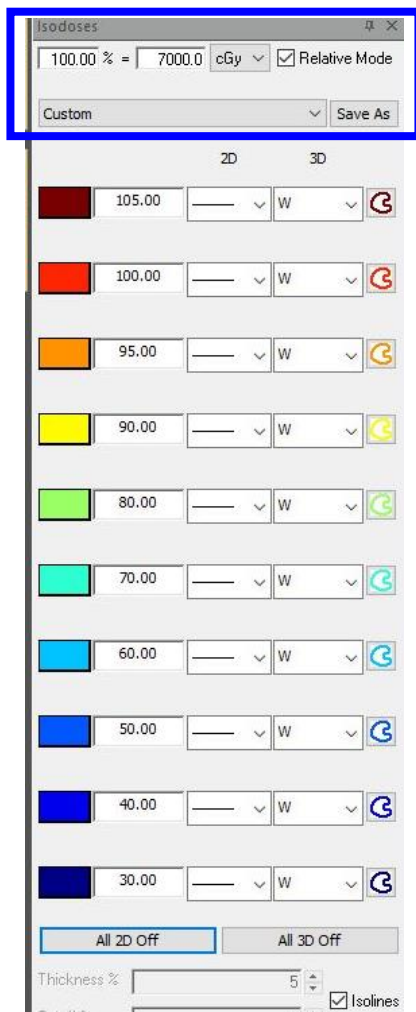 Isodoses
100.00 % = 7000.0 cGy Relative Mode
Custom Save As
2D 3D
105.00 W
100.00 W
95.00 W
90.00 W
80.00 W
70.00 W
60.00 W
50.00 W
40.00 W
30.00 W
All 2D Off All 3D Off
Thickness % 5
Isolines